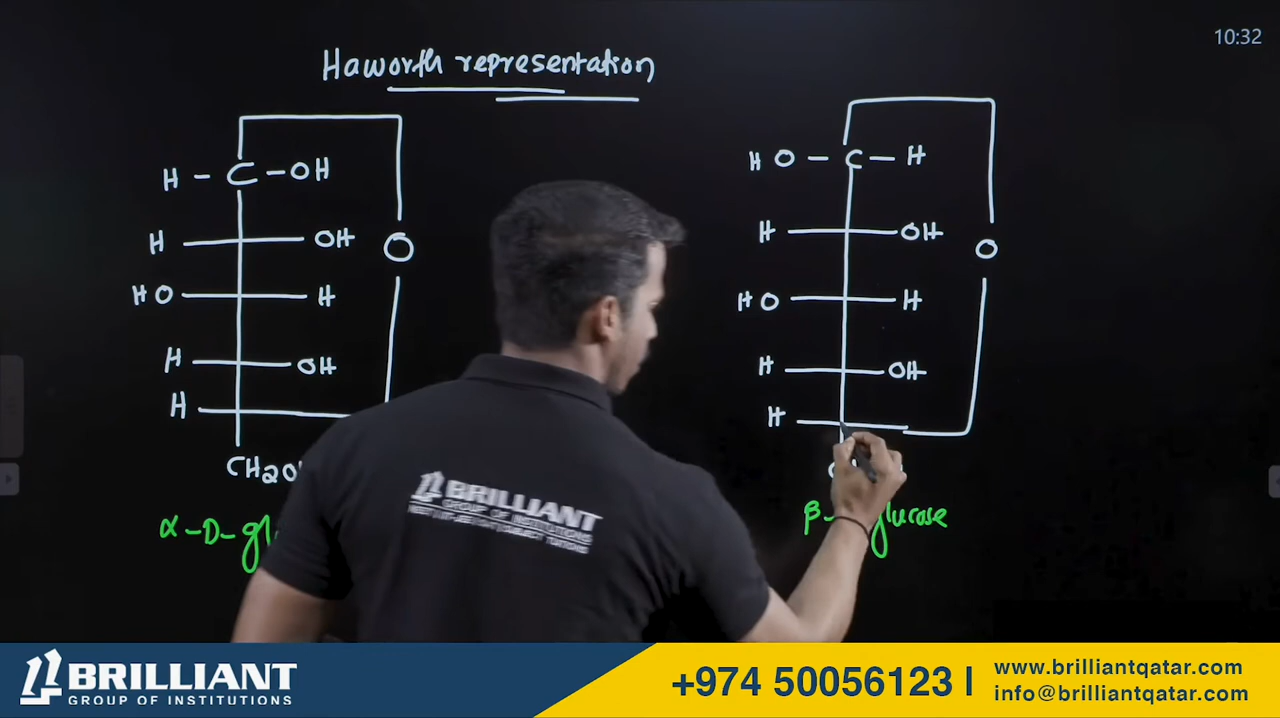 10:32
Haworth representation
H - C - OH
H OH O
HO H
H OH
H
CH2O
α-D-gl
HO - C - H
H OH O
HO H
H OH
H
β- glucose
BRILLIANT
GROUP OF INSTITUTIONS
BRILLIANT
GROUP OF INSTITUTIONS
+974 50056123 |
www.brilliantqatar.com
info@brilliantqatar.com